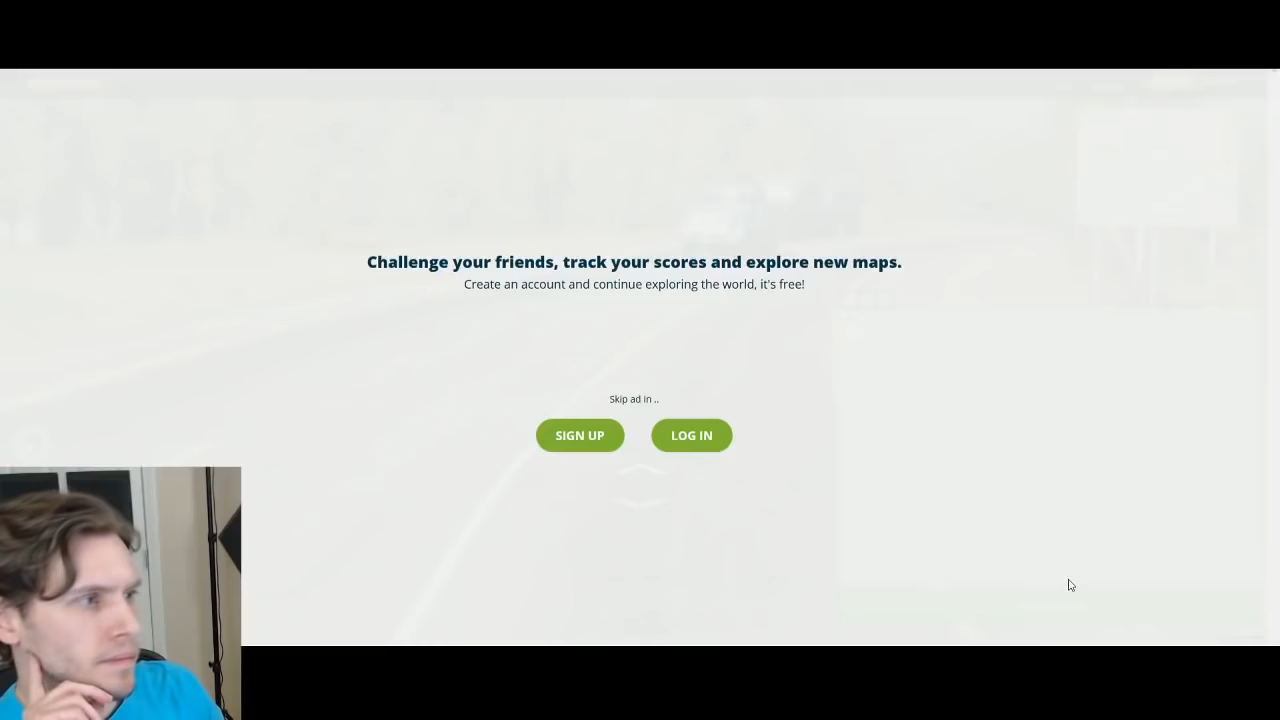 Challenge your friends, track your scores and explore new maps.
Create an account and continue exploring the world, it's free!
Skip ad in ..
SIGN UP
LOG IN